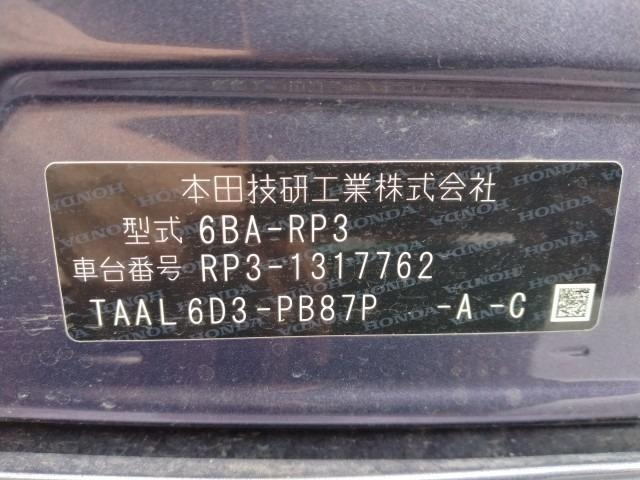 本田技研工業株式会社
型式 6BA-RP3
車台番号 RP3-1317762
TAAL 6D3-PB87P -A -C